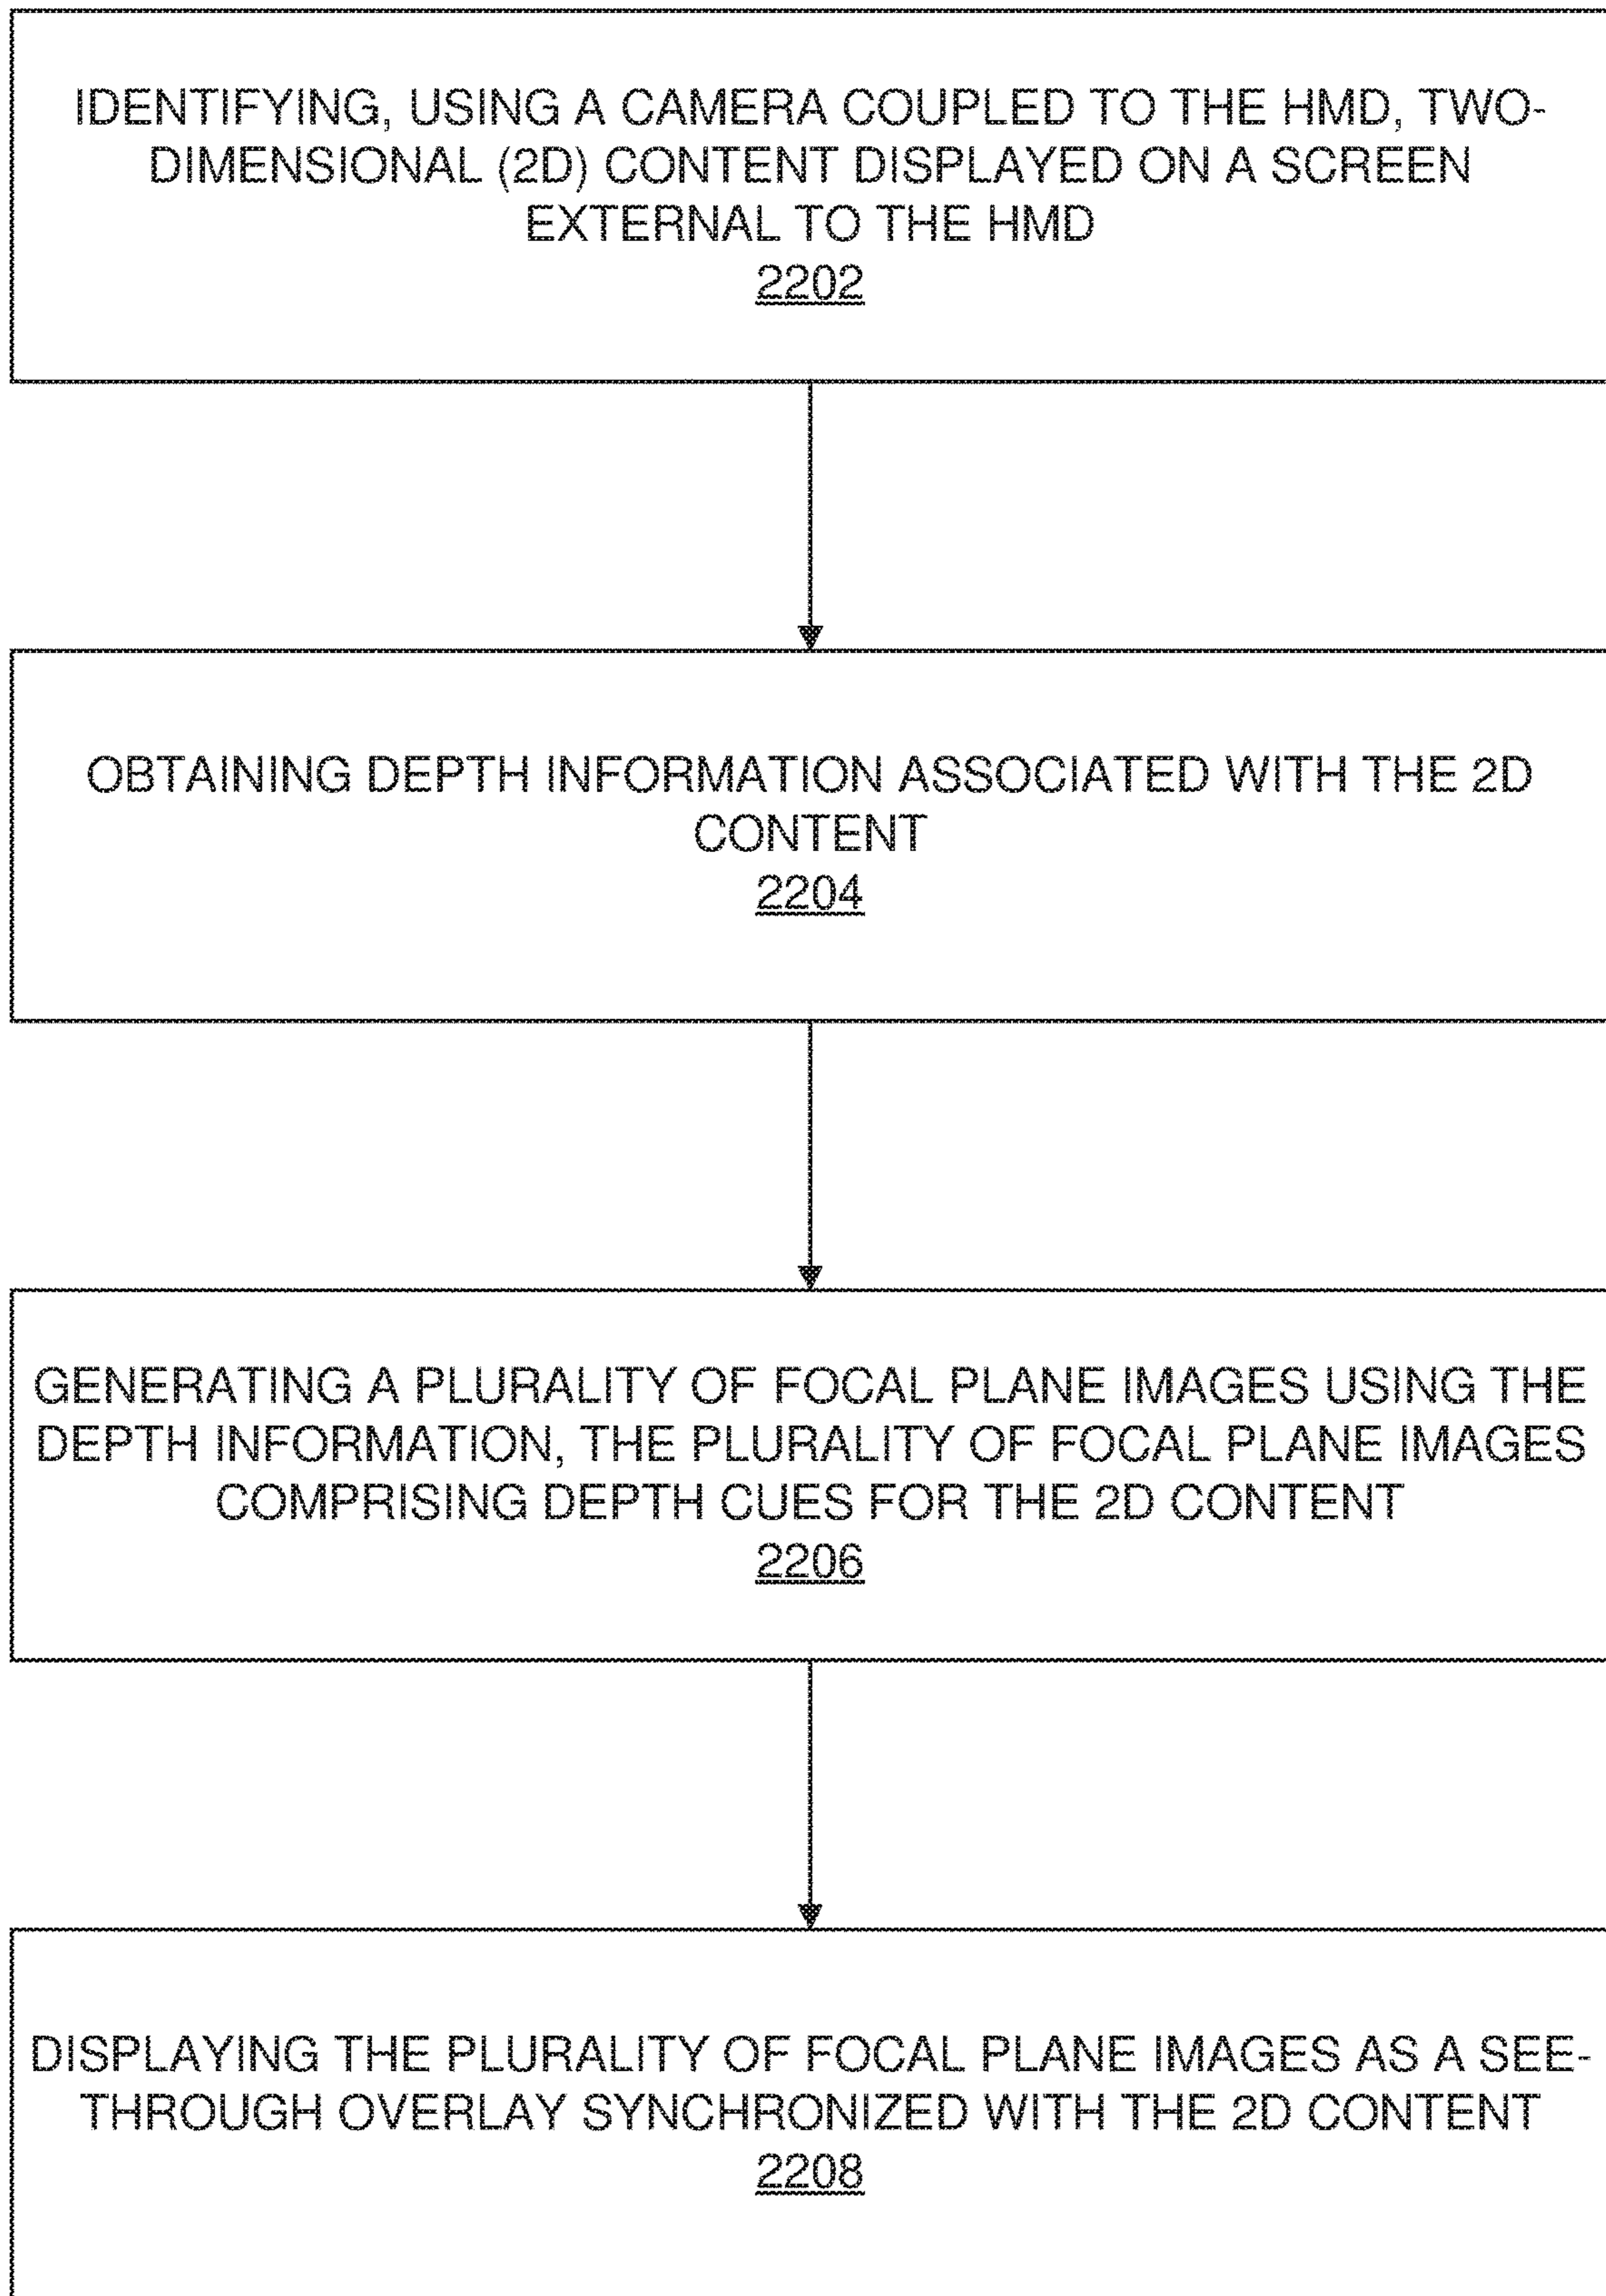 IDENTIFYING, USING A CAMERA COUPLED TO THE HMD, TWO-
DIMENSIONAL (2D) CONTENT DISPLAYED ON A SCREEN
EXTERNAL TO THE HMD
2202
OBTAINING DEPTH INFORMATION ASSOCIATED WITH THE 2D
CONTENT
2204
GENERATING A PLURALITY OF FOCAL PLANE IMAGES USING THE
DEPTH INFORMATION, THE PLURALITY OF FOCAL PLANE IMAGES
COMPRISING DEPTH CUES FOR THE 2D CONTENT
2206
DISPLAYING THE PLURALITY OF FOCAL PLANE IMAGES AS A SEE-
THROUGH OVERLAY SYNCHRONIZED WITH THE 2D CONTENT
2208